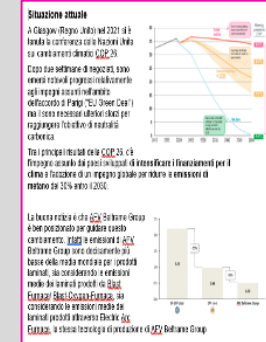 Situazione attuale
A Glasgow (Regno Unito) nel 2021 si è
tenuta la conferenza delle Nazioni Unite
sui cambiamenti climatici COP 26.
Dopo due settimane di negoziati, sono
emersi notevoli progressi relativamente
agli impegni assunti nell'ambito
dell'accordo di Parigi ("EU Green Deal")
ma sono necessari ulteriori sforzi per
raggiungere l'obiettivo di neutralità
carbonica.
Tra i principali risultati della COP 26, c'è
l'impegno assunto dai paesi sviluppati di intensificare i finanziamenti per il
clima e l'adozione di un impegno globale per ridurre le emissioni di
metano del 30% entro il 2030.
La buona notizia è che AFV Beltrame Group
è ben posizionato per guidare questo
cambiamento. Infatti le emissioni di AFV
Beltrame Group sono decisamente più
basse della media mondiale per i prodotti
laminati, sia considerando le emissioni
medie dei laminati prodotti da Blast
Furnace/ Blast-Oxygen-Furnace, sia
considerando le emissioni medie dei
laminati prodotti attraverso Electric Arc
Furnace, la stessa tecnologia di produzione di AFV Beltrame Group